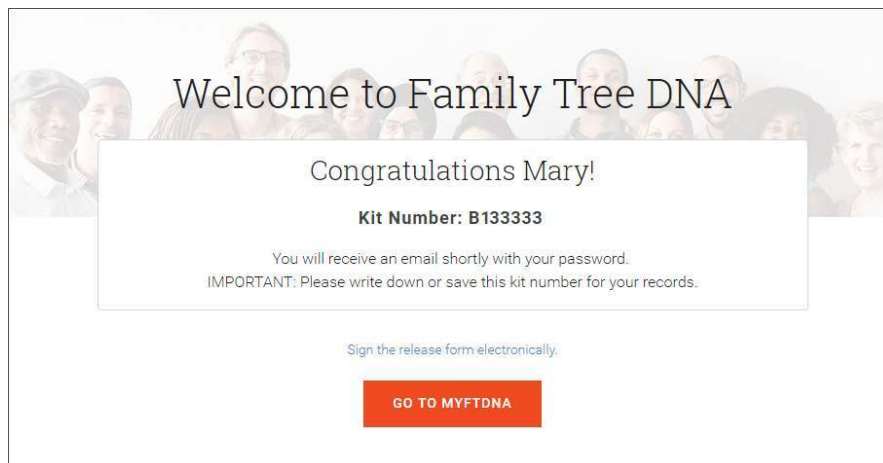 Welcome to Family Tree DNA
Congratulations Mary!
Kit Number: B133333
You will receive an email shortly with your password.
IMPORTANT: Please write down or save this kit number for your records.
Sign the release form electronically.
GO TO MYFTDNA